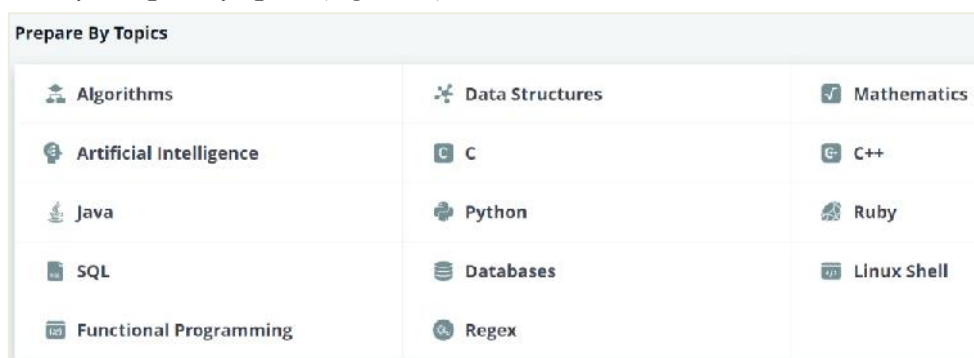 Prepare By Topics
Algorithms
Data Structures
Mathematics
Artificial Intelligence
C
C++
Java
Python
Ruby
SQL
Databases
Linux Shell
Functional Programming
Regex